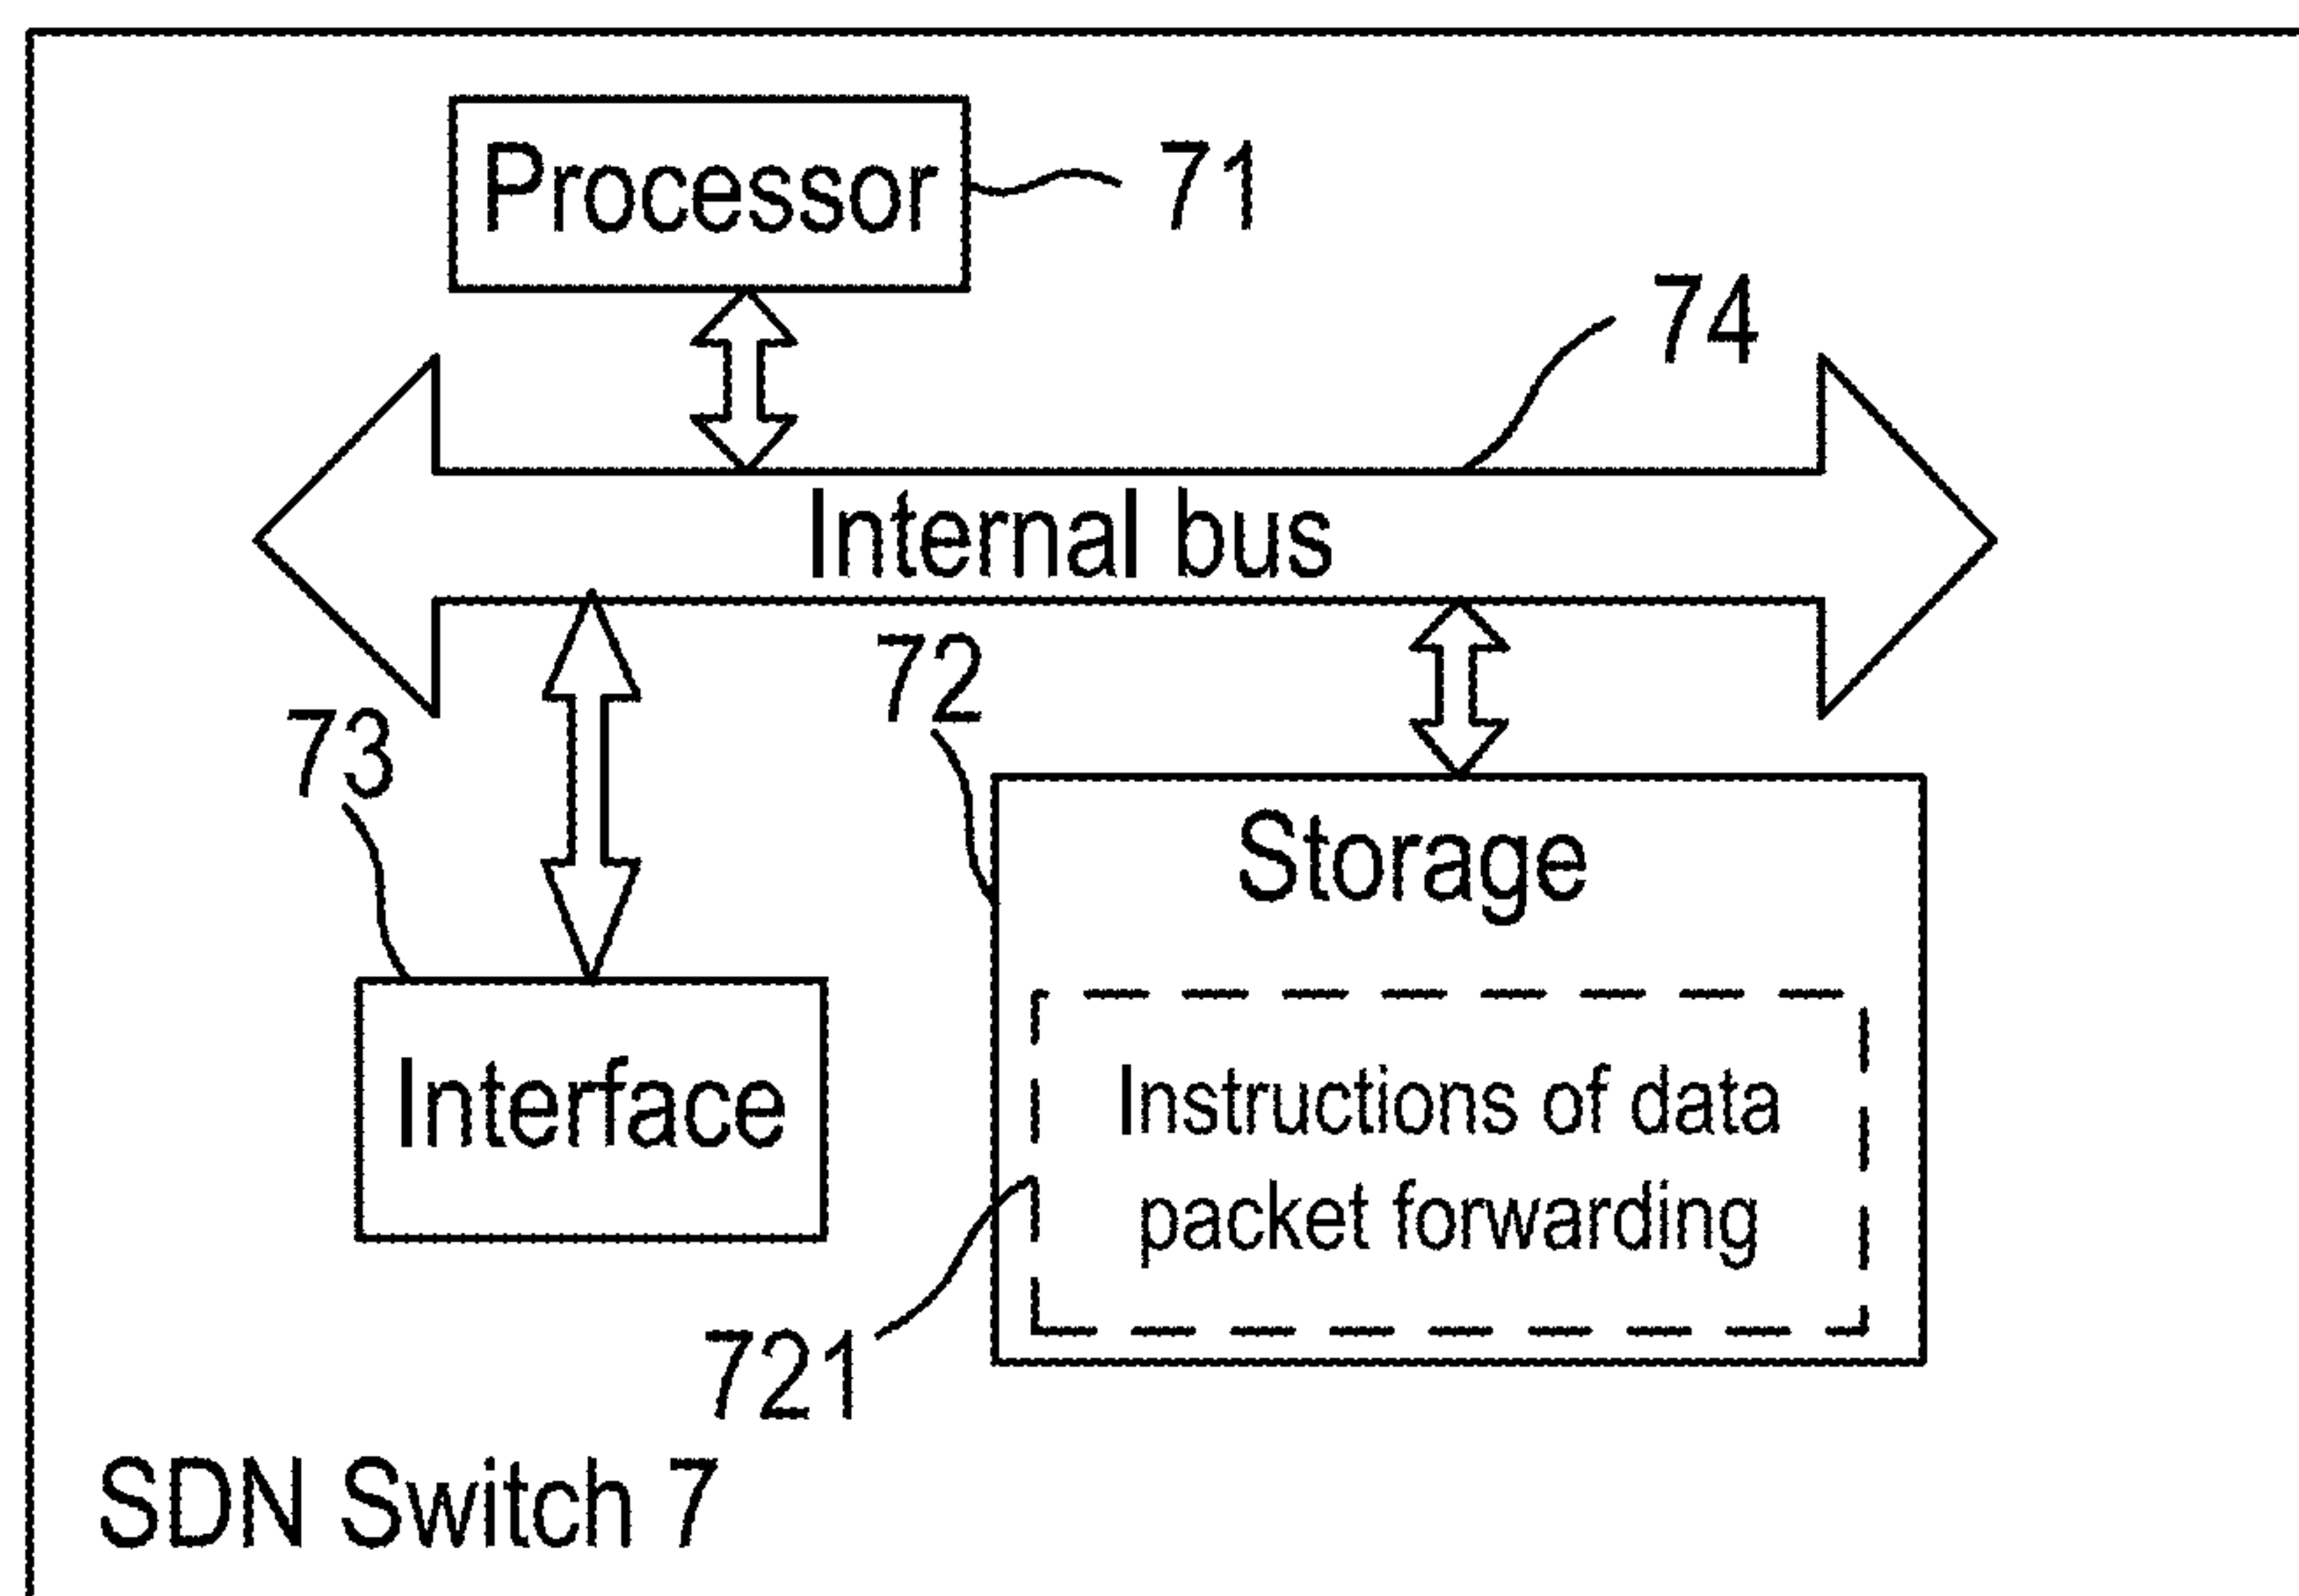 Processor
71
74
Internal bus
72
73
Storage
Interface
Instructions of data
packet forwarding
721
SDN Switch 7